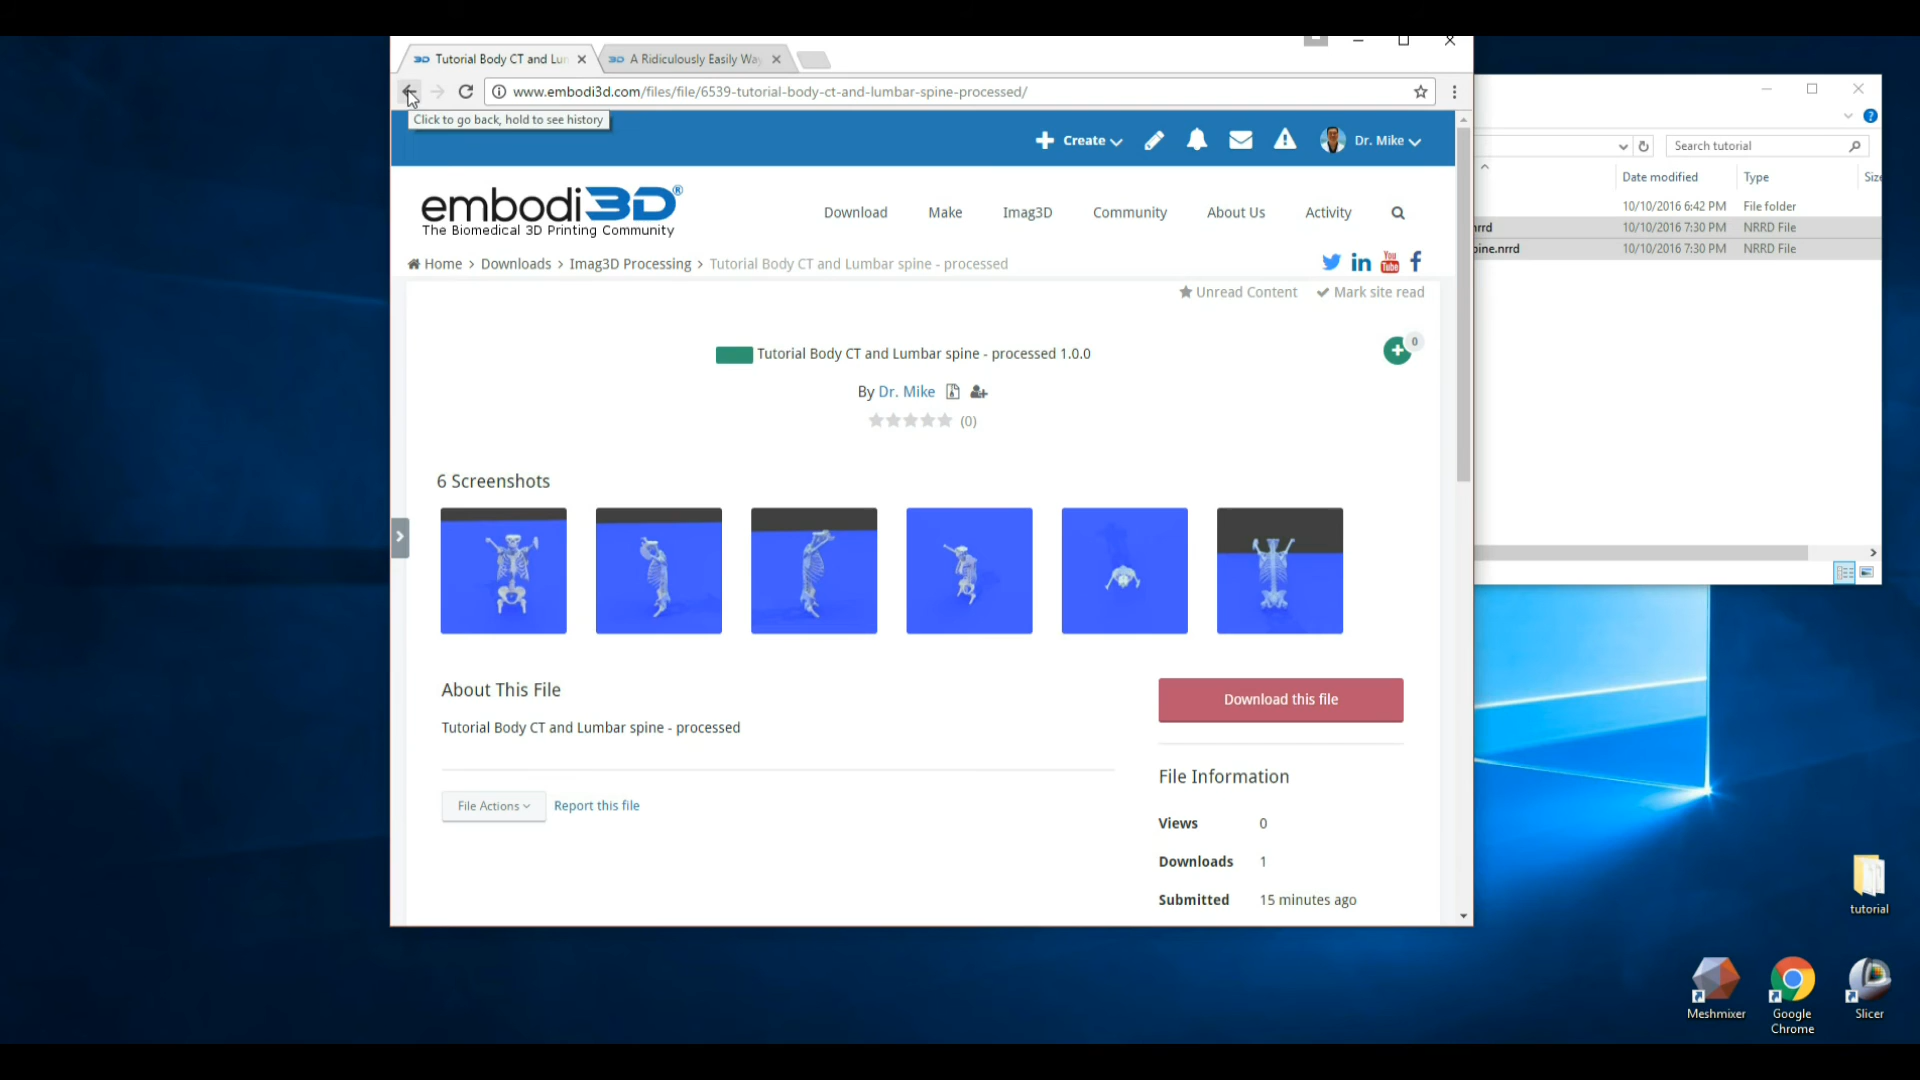 Tutorial Body CT and Lun
A Ridiculously Easily Way
www.embodi3d.com/files/file/6539-tutorial-body-ct-and-lumbar-spine-processed/
Click to go back, hold to see history
Create
Dr. Mike
embodi3D®
The Biomedical 3D Printing Community
Download Make Imag3D Community About Us Activity
Home > Downloads > Imag3D Processing > Tutorial Body CT and Lumbar spine - processed
You Tube
Unread Content Mark site read
Tutorial Body CT and Lumbar spine - processed 1.0.0
0
By Dr. Mike
(0)
6 Screenshots
About This File
Tutorial Body CT and Lumbar spine - processed
File Actions
Report this file
Download this file
File Information
Views 0
Downloads 1
Submitted 15 minutes ago
Search tutorial
Date modified Type Size
10/10/2016 6:42 PM File folder
nrrd 10/10/2016 7:30 PM NRRD File
pine.nrrd 10/10/2016 7:30 PM NRRD File
tutorial
Meshmixer
Google Chrome
Slicer